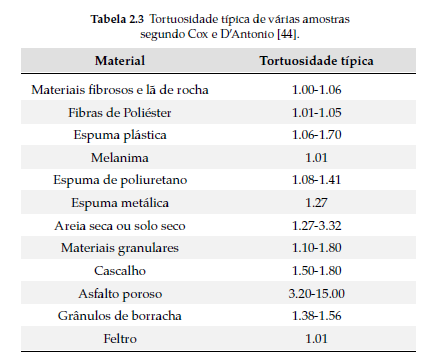 Tabela 2.3 Tortuosidade típica de várias amostras
segundo Cox e D'Antonio [44].
Material Tortuosidade típica
Materiais fibrosos e lã de rocha 1.00-1.06
Fibras de Poliéster 1.01-1.05
Espuma plástica 1.06-1.70
Melanima 1.01
Espuma de poliuretano 1.08-1.41
Espuma metálica 1.27
Areia seca ou solo seco 1.27-3.32
Materiais granulares 1.10-1.80
Cascalho 1.50-1.80
Asfalto poroso 3.20-15.00
Grânulos de borracha 1.38-1.56
Feltro 1.01